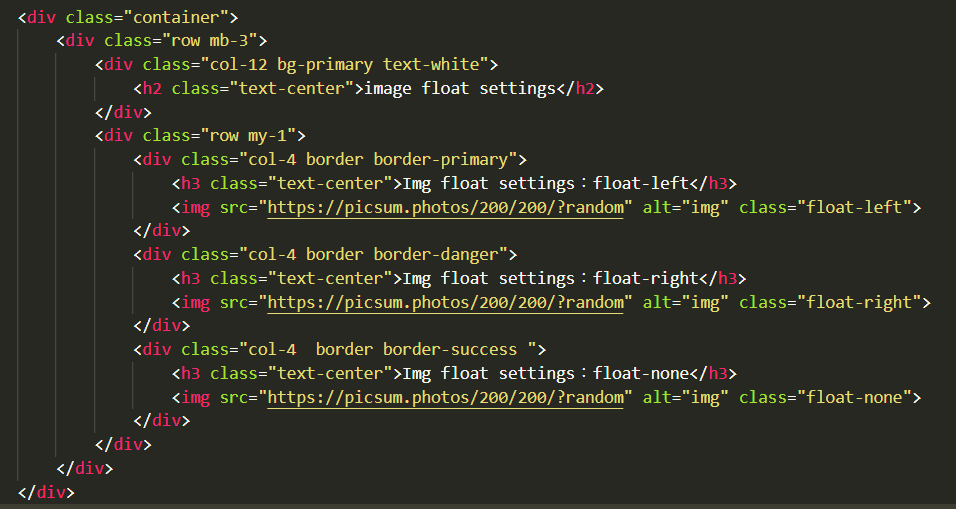 <div class="container">
<div class="row mb-3">
<div class="col-12 bg-primary text-white">
<h2 class="text-center">image float settings</h2>
</div>
<div class="row my-1">
<div class="col-4 border border-primary">
<h3 class="text-center">Img float settings：float-left</h3>
<img src="https://picsum.photos/200/200/?random" alt="img" class="float-left">
</div>
<div class="col-4 border border-danger">
<h3 class="text-center">Img float settings：float-right</h3>
<img src="https://picsum.photos/200/200/?random" alt="img" class="float-right">
</div>
<div class="col-4  border border-success ">
<h3 class="text-center">Img float settings：float-none</h3>
<img src="https://picsum.photos/200/200/?random" alt="img" class="float-none">
</div>
</div>
</div>
</div>